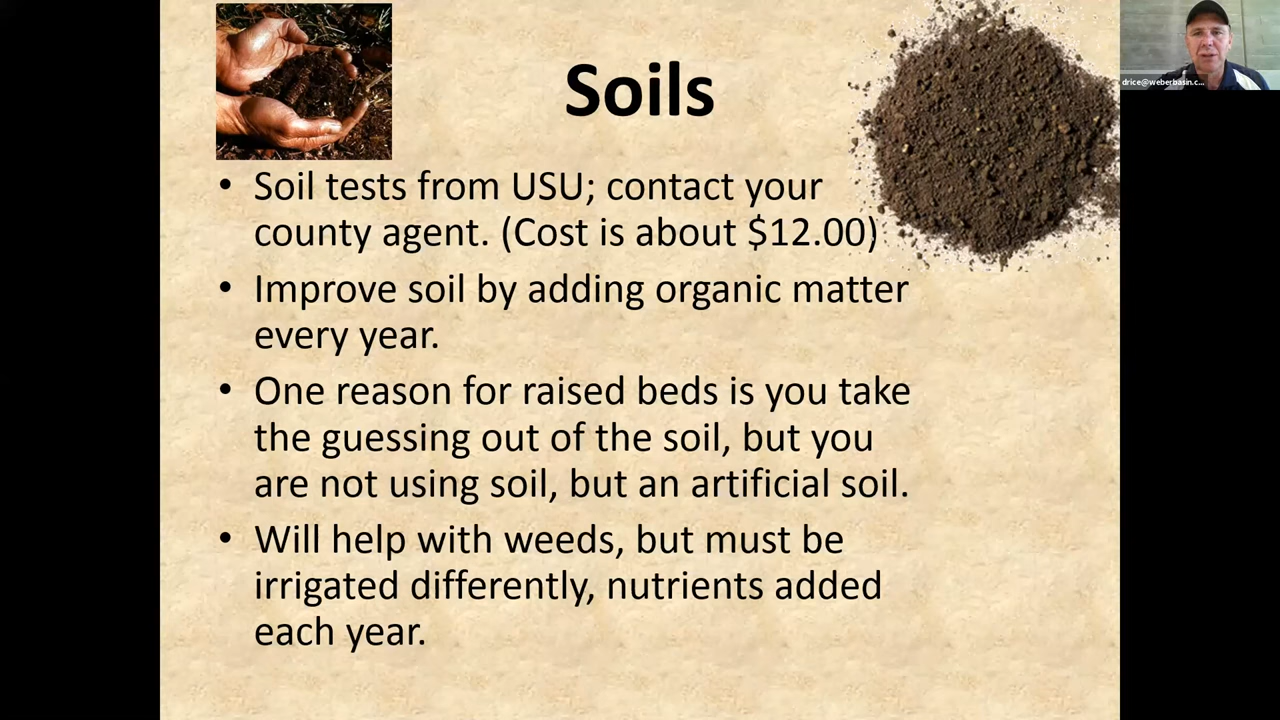 Soils
• Soil tests from USU; contact your
county agent. (Cost is about $12.00)
• Improve soil by adding organic matter
every year.
• One reason for raised beds is you take
the guessing out of the soil, but you
are not using soil, but an artificial soil.
• Will help with weeds, but must be
irrigated differently, nutrients added
each year.
drice@weberbasin.c...